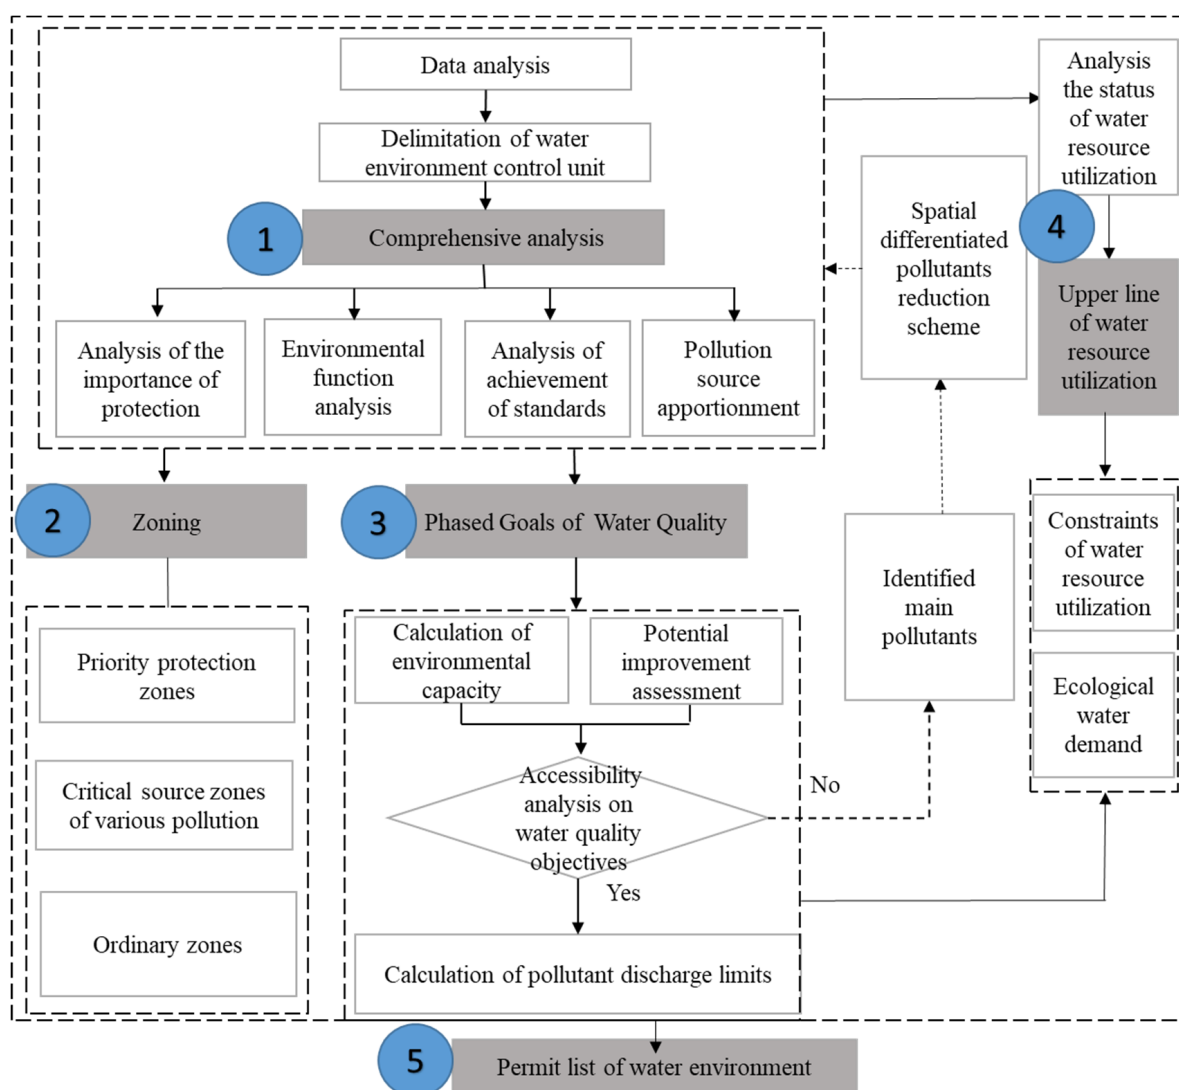 Data analysis
Delimitation of water
environment control unit
1
Comprehensive analysis
Analysis of the
importance of
protection
Environmental
function
analysis
Analysis of
achievement
of standards
Pollution
source
apportionment
2
Zoning
Priority protection
zones
Critical source zones
of various pollution
Ordinary zones
3
Phased Goals of Water Quality
Calculation of
environmental
capacity
Potential
improvement
assessment
Accessibility
analysis on
water quality
objectives
No
Yes
Calculation of pollutant discharge limits
Identified
main
pollutants
Spatial
differentiated
pollutants
reduction
scheme
Analysis
the status
of water
resource
utilization
4
Upper line
of water
resource
utilization
Constraints
of water
resource
utilization
Ecological
water
demand
5
Permit list of water environment